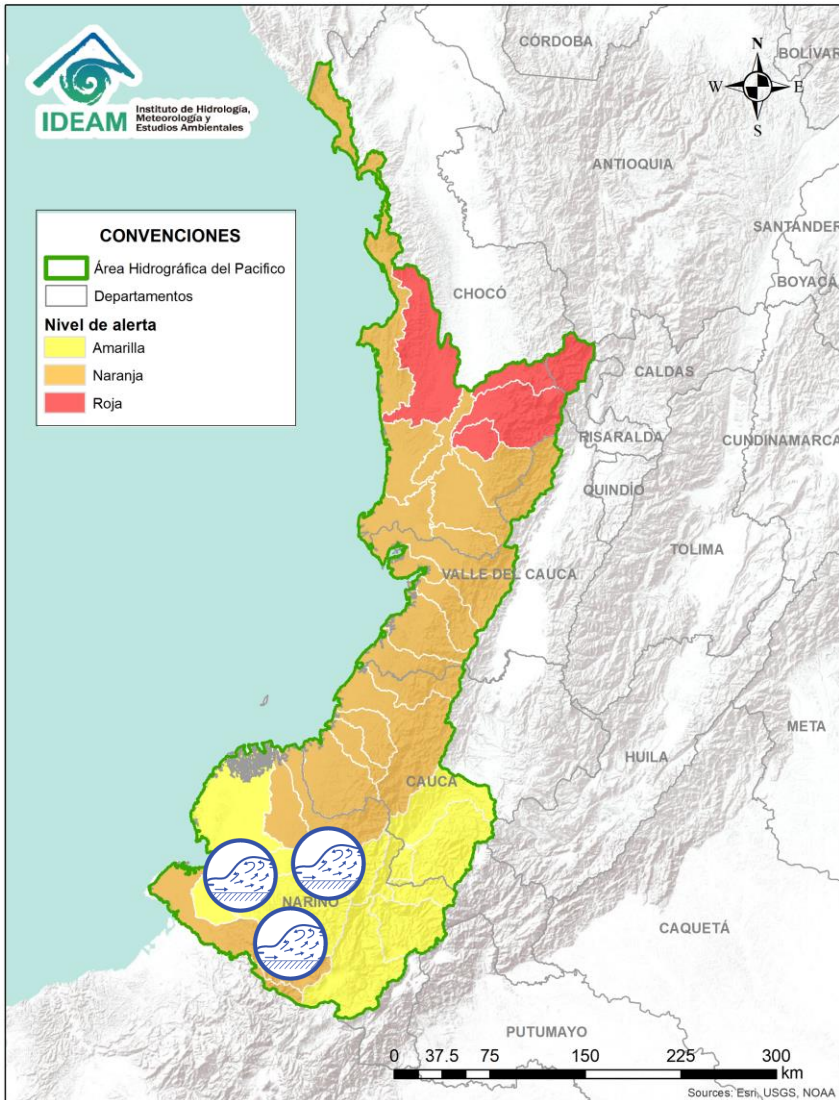 CÓRDOBA
BOLÍVAR
N
W
E
S
IDEAM
Instituto de Hidrología,
Meteorología y
Estudios Ambientales
ANTIOQUIA
SANTANDER
CONVENCIONES
Área Hidrográfica del Pacifico
Departamentos
Nivel de alerta
Amarilla
Naranja
Roja
BOYACÁ
CHOCÓ
CALDAS
RISARALDA
CUNDINAMARCA
QUINDÍO
TOLIMA
VALLE DEL CAUCA
META
HUILA
CAUCA
NARIÑO
CAQUETÁ
PUTUMAYO
0 37.5 75 150 225 300
km
Sources: Esri, USGS, NOAA